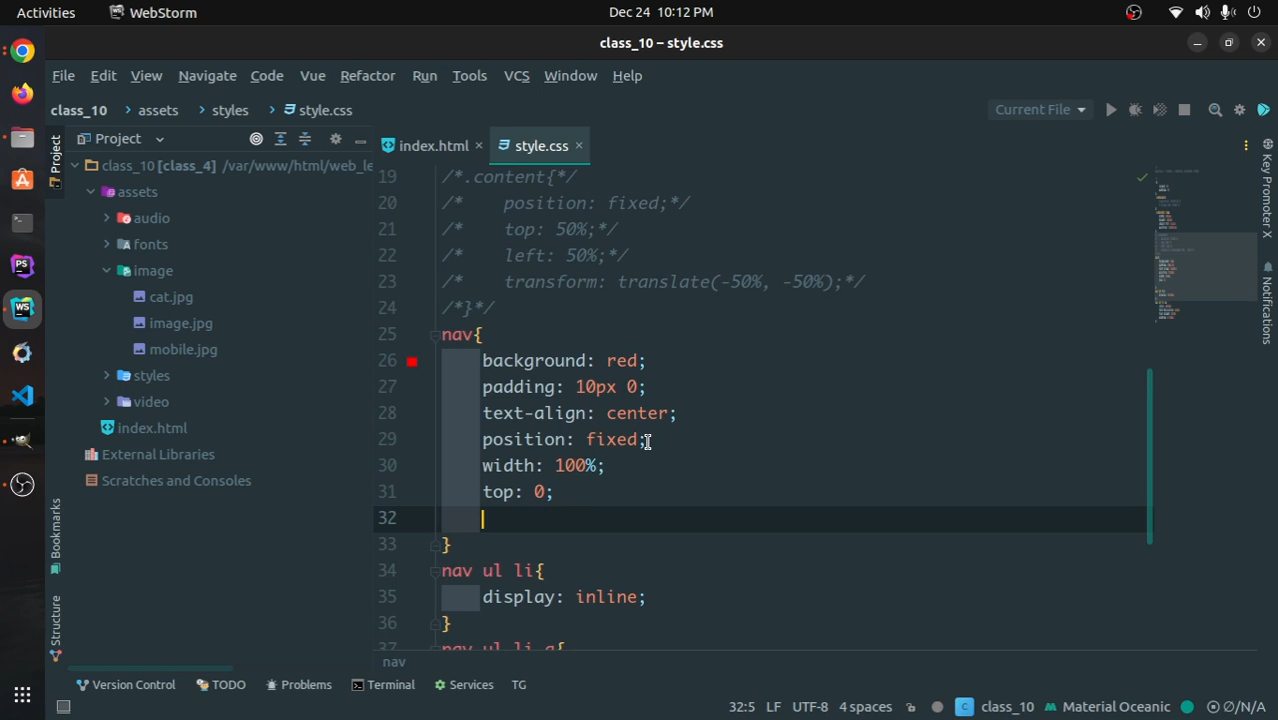 Activities WebStorm Dec 24 10:12 PM
class_10 – style.css
File Edit View Navigate Code Vue Refactor Run Tools VCS Window Help
class_10 > assets > styles > style.css Current File
Project
Project
index.html ×
style.css ×
class_10 [class_4] /var/www/html/web_le
assets
audio
fonts
image
cat.jpg
image.jpg
mobile.jpg
styles
video
index.html
External Libraries
Scratches and Consoles
Bookmarks
Structure
19 /*.content{*/
20 /* position: fixed;*/
21 /* top: 50%;*/
22 /* left: 50%;*/
23 /* transform: translate(-50%, -50%);*/
24 /*}*/
25 nav{
26 background: red;
27 padding: 10px 0;
28 text-align: center;
29 position: fixed;
30 width: 100%;
31 top: 0;
32
33 }
34 nav ul li{
35 display: inline;
36 }
37 nav ul li a{
nav
Key Promoter X
Notifications
Version Control TODO Problems Terminal Services TG
32:5 LF UTF-8 4 spaces C class_10 Material Oceanic Ø/N/A